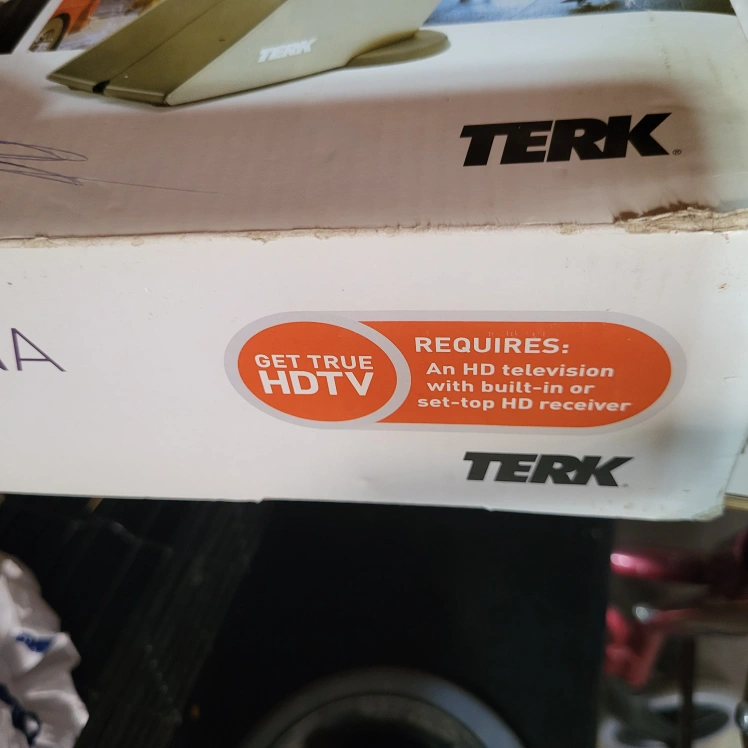 TERK
TERK®
GET TRUE
HDTV
REQUIRES:
An HD television
with built-in or
set-top HD receiver
TERK